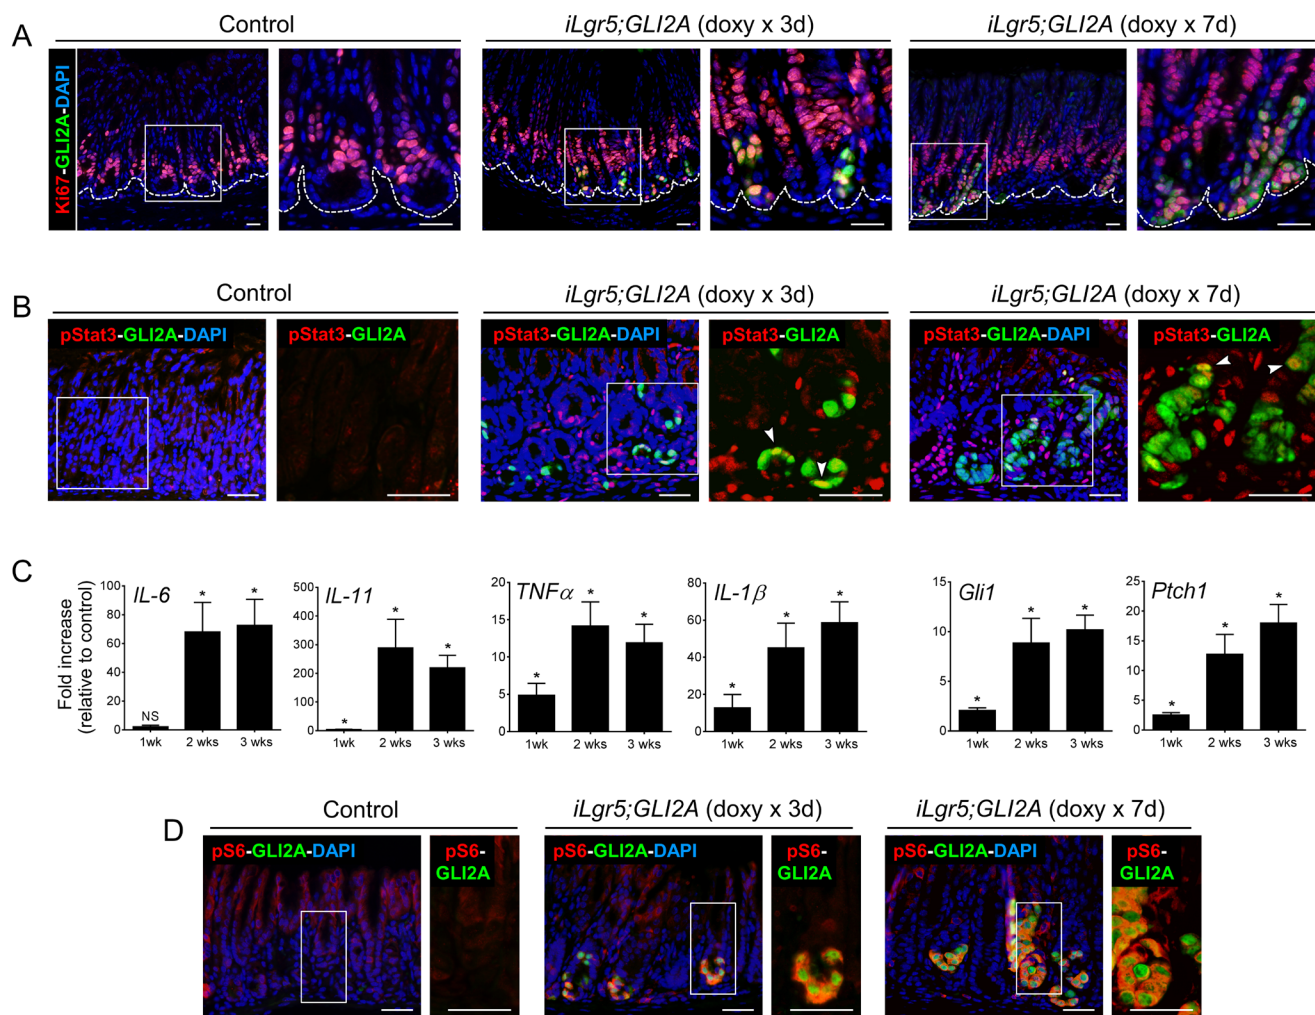 A
Control
iLgr5;GLI2A (doxy x 3d)
iLgr5;GLI2A (doxy x 7d)
Ki67-GLI2A-DAPI
B
Control
iLgr5;GLI2A (doxy x 3d)
iLgr5;GLI2A (doxy x 7d)
pStat3-GLI2A-DAPI
pStat3-GLI2A
pStat3-GLI2A-DAPI
pStat3-GLI2A
pStat3-GLI2A-DAPI
pStat3-GLI2A
C
Fold increase
(relative to control)
IL-6
100
80
60
40
20
0
NS
*
*
1wk
2 wks
3 wks
IL-11
500
400
300
200
100
0
*
*
*
1wk
2 wks
3 wks
TNFα
15
10
5
0
*
*
*
1wk
2 wks
3 wks
IL-1β
80
60
40
20
0
*
*
*
1wk
2 wks
3 wks
Gli1
15
10
5
0
*
*
*
1wk
2 wks
3 wks
Ptch1
25
20
15
10
5
0
*
*
*
1wk
2 wks
3 wks
D
Control
iLgr5;GLI2A (doxy x 3d)
iLgr5;GLI2A (doxy x 7d)
pS6-GLI2A-DAPI
pS6-
GLI2A
pS6-GLI2A-DAPI
pS6-
GLI2A
pS6-GLI2A-DAPI
pS6-
GLI2A